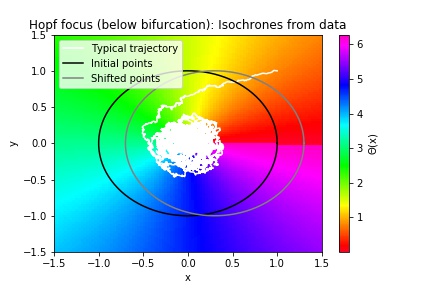 Hopf focus (below bifurcation): Isochrones from data
Typical trajectory
Initial points
Shifted points
1.5
1.0
0.5
0.0
−0.5
−1.0
−1.5
y
−1.5
−1.0
−0.5
0.0
0.5
1.0
1.5
x
6
5
4
3
2
1
Θ(x)